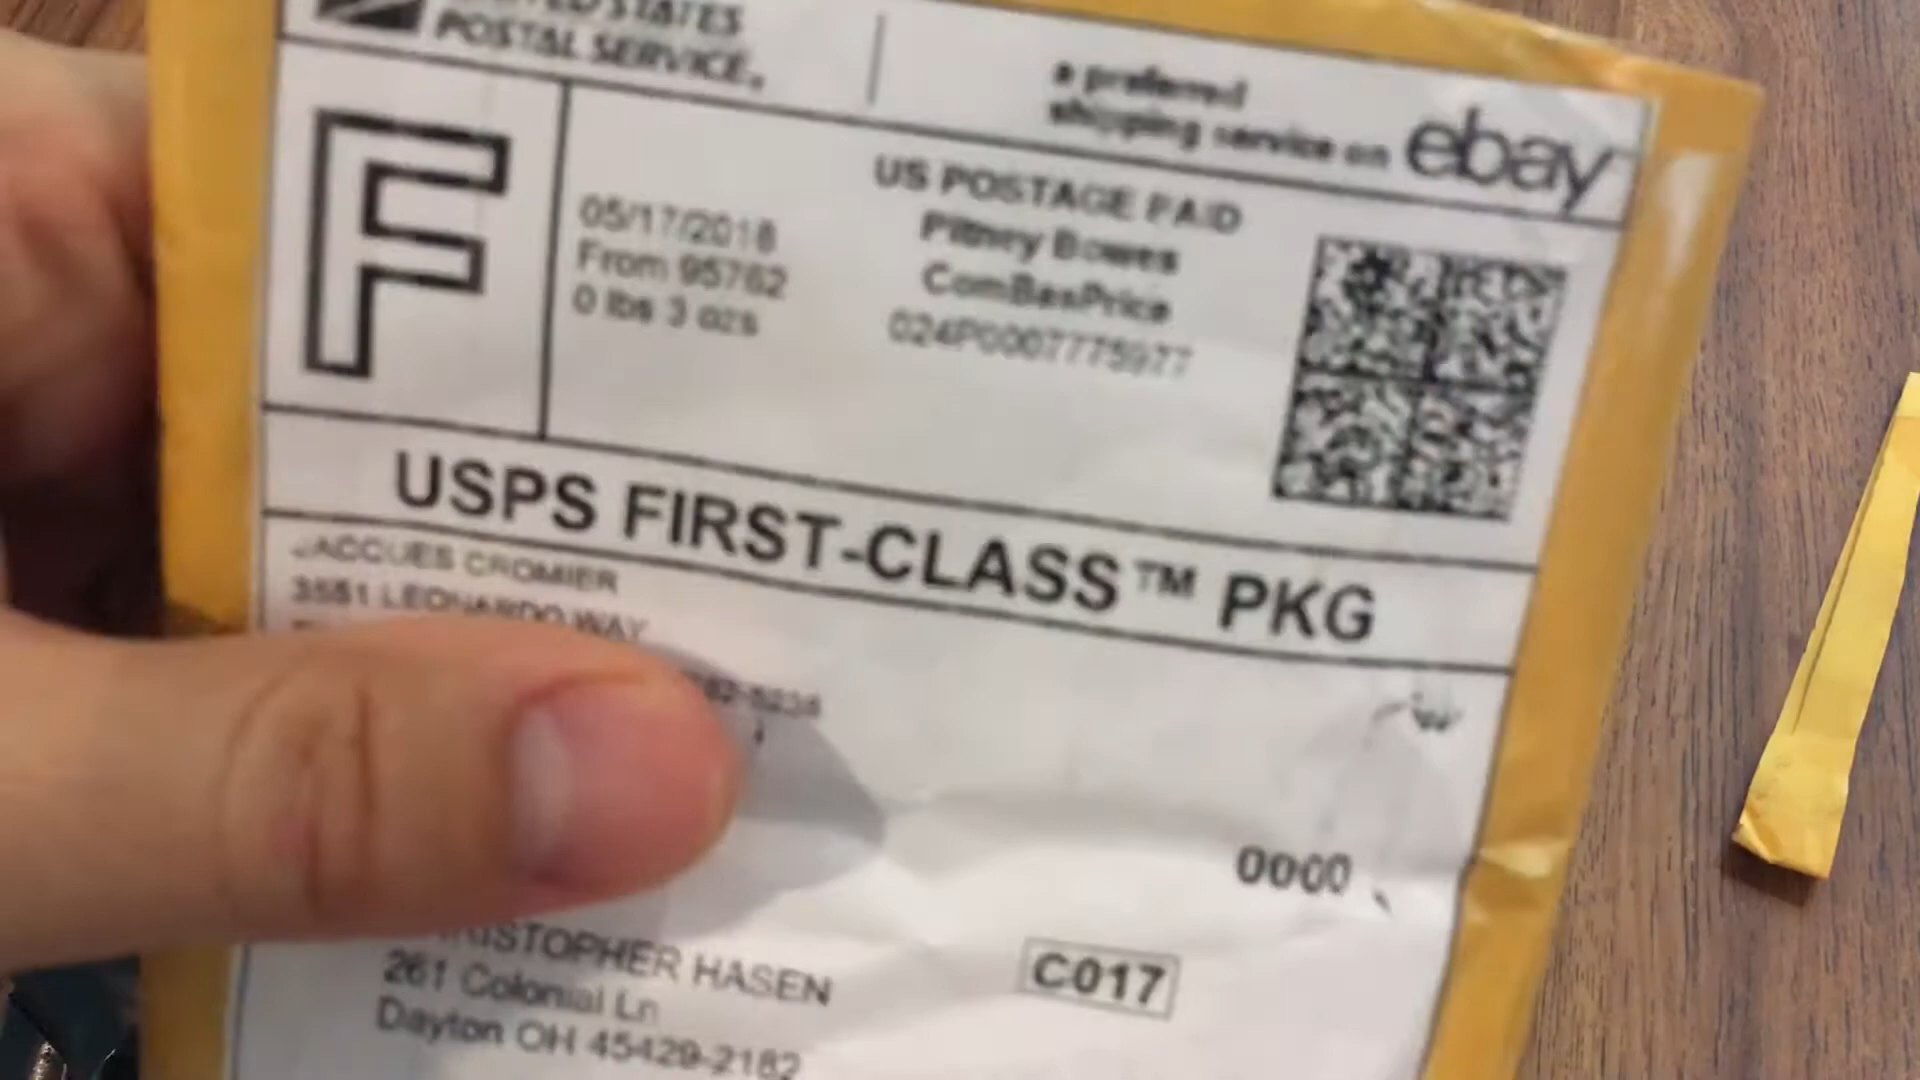 UNITED STATES
POSTAL SERVICE®
a preferred
shipping service on ebay
F
05/17/2018
From 95762
0 lbs 3 ozs
US POSTAGE PAID
Pitney Bowes
ComBasPrice
024P0007775977
USPS FIRST-CLASS™ PKG
JACQUES CROMIER
3551 LEONARDO WAY
0000
C017
HASEN
261 Colonial Ln
Dayton OH 45429-2182